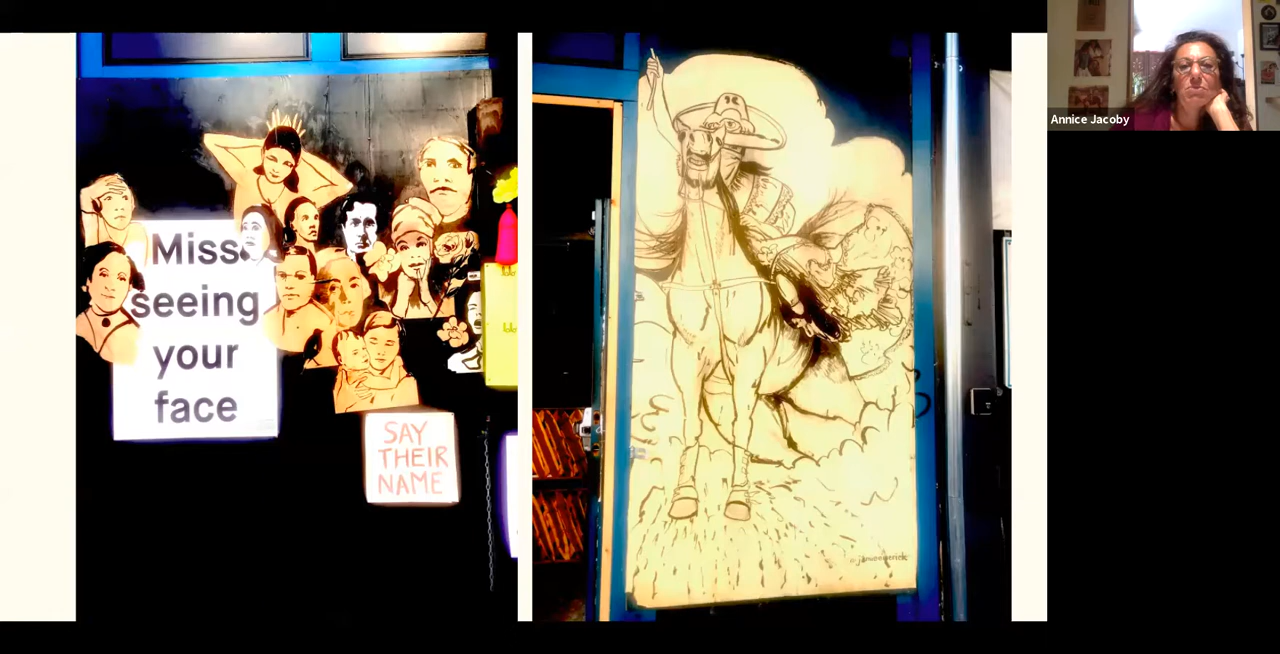 Miss
seeing
your
face
SAY
THEIR
NAME
Annice Jacoby